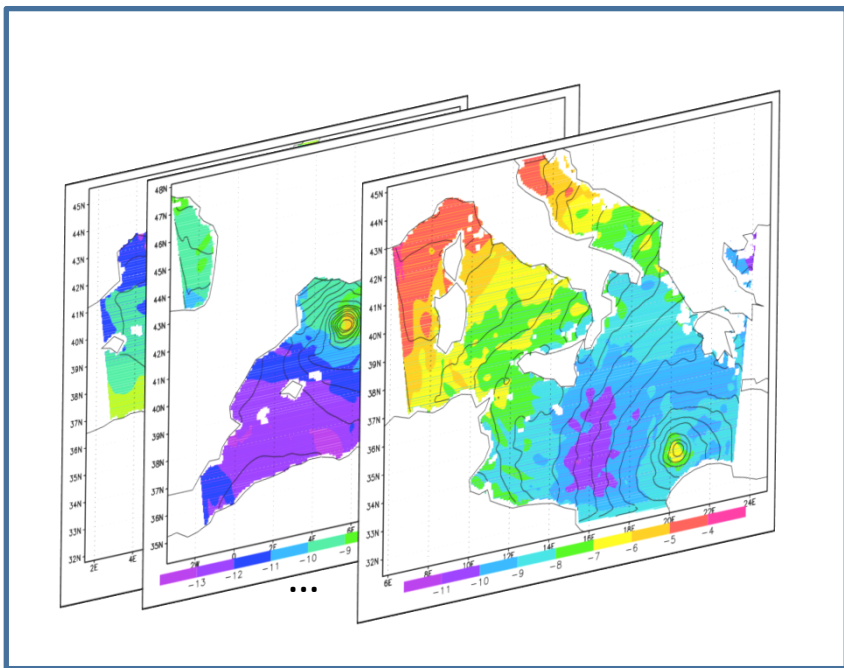 45N
44N
43N
42N
41N
40N
39N
38N
37N
36N
35N
34N
33N
32N
2E 4E
48N
47N
46N
45N
44N
43N
42N
41N
40N
39N
38N
37N
36N
35N
2W 0 2E 4E 6E
-13 -12 -11 -10 -9
...
45N
44N
43N
42N
41N
40N
39N
38N
37N
36N
35N
34N
33N
32N
6E 8E 10E 12E 14E 16E 18E 20E 22E 24E
-11 -10 -9 -8 -7 -6 -5 -4